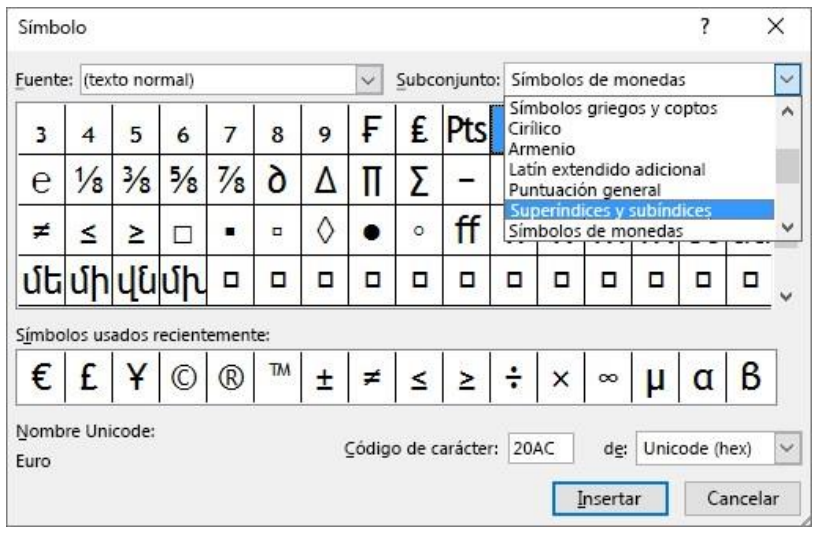 Símbolo ?
Fuente: (texto normal) Subconjunto: Símbolos de monedas
Símbolos griegos y coptos
Cirílico
Armenio
Latín extendido adicional
Puntuación general
Superíndices y subíndices
Símbolos de monedas
3 4 5 6 7 8 9 ₣ ₤ Pts
℮ ⅛ ⅜ ⅝ ⅞ ∂ ∆ ∏ ∑ −
≠ ≤ ≥ □ ▪ ▫ ◊ ● ◦ ff
մե մի վն մխ
Símbolos usados recientemente:
€ £ ¥ © ® ™ ± ≠ ≤ ≥ ÷ × ∞ µ α β
Nombre Unicode:
Euro
Código de carácter: 20AC de: Unicode (hex)
Insertar Cancelar